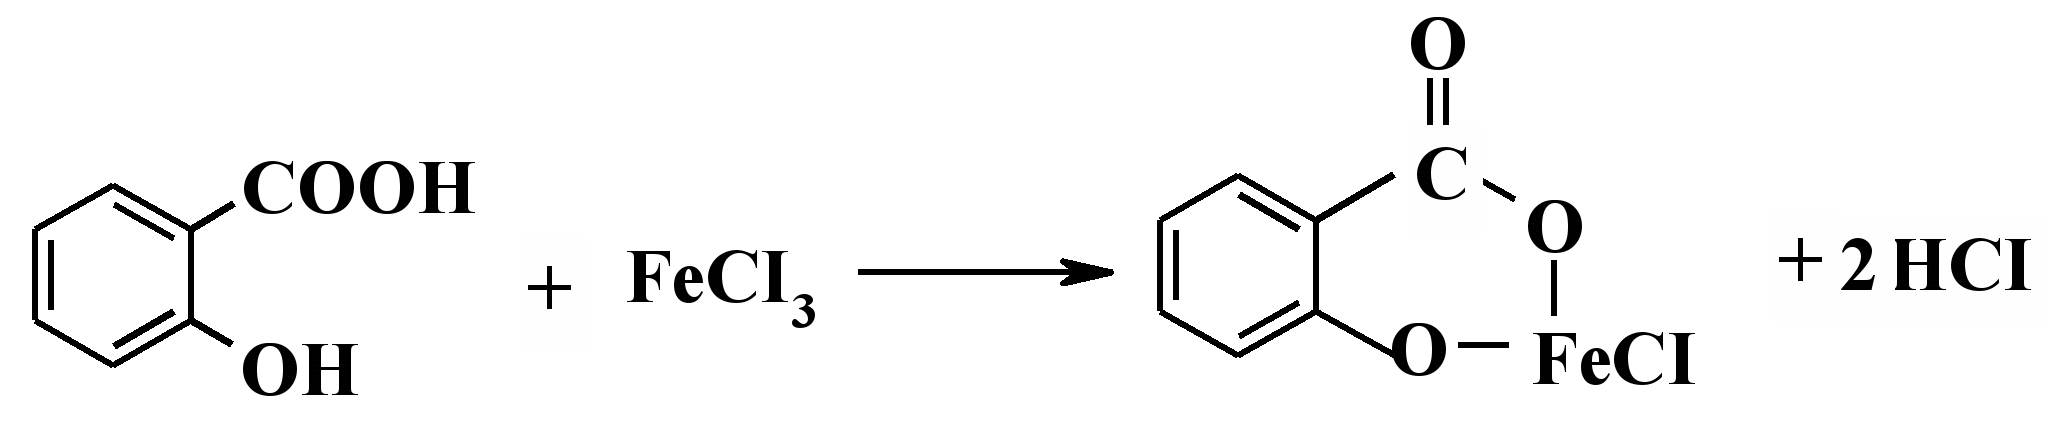 O
COOH
C
O
+ FeCl₃
+ 2 HCl
OH
O
FeCl